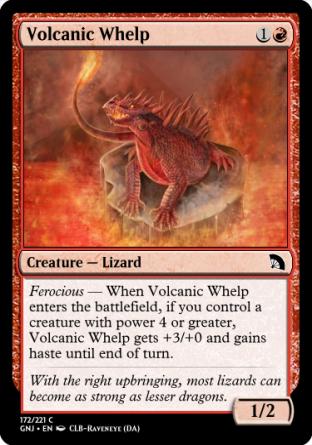 Volcanic Whelp 1
Creature — Lizard
Ferocious — When Volcanic Whelp
enters the battlefield, if you control a
creature with power 4 or greater,
Volcanic Whelp gets +3/+0 and gains
haste until end of turn.
With the right upbringing, most lizards can
become as strong as lesser dragons.
1/2
172/221 C
GNJ • EN CLB-RAVENEYE (DA)